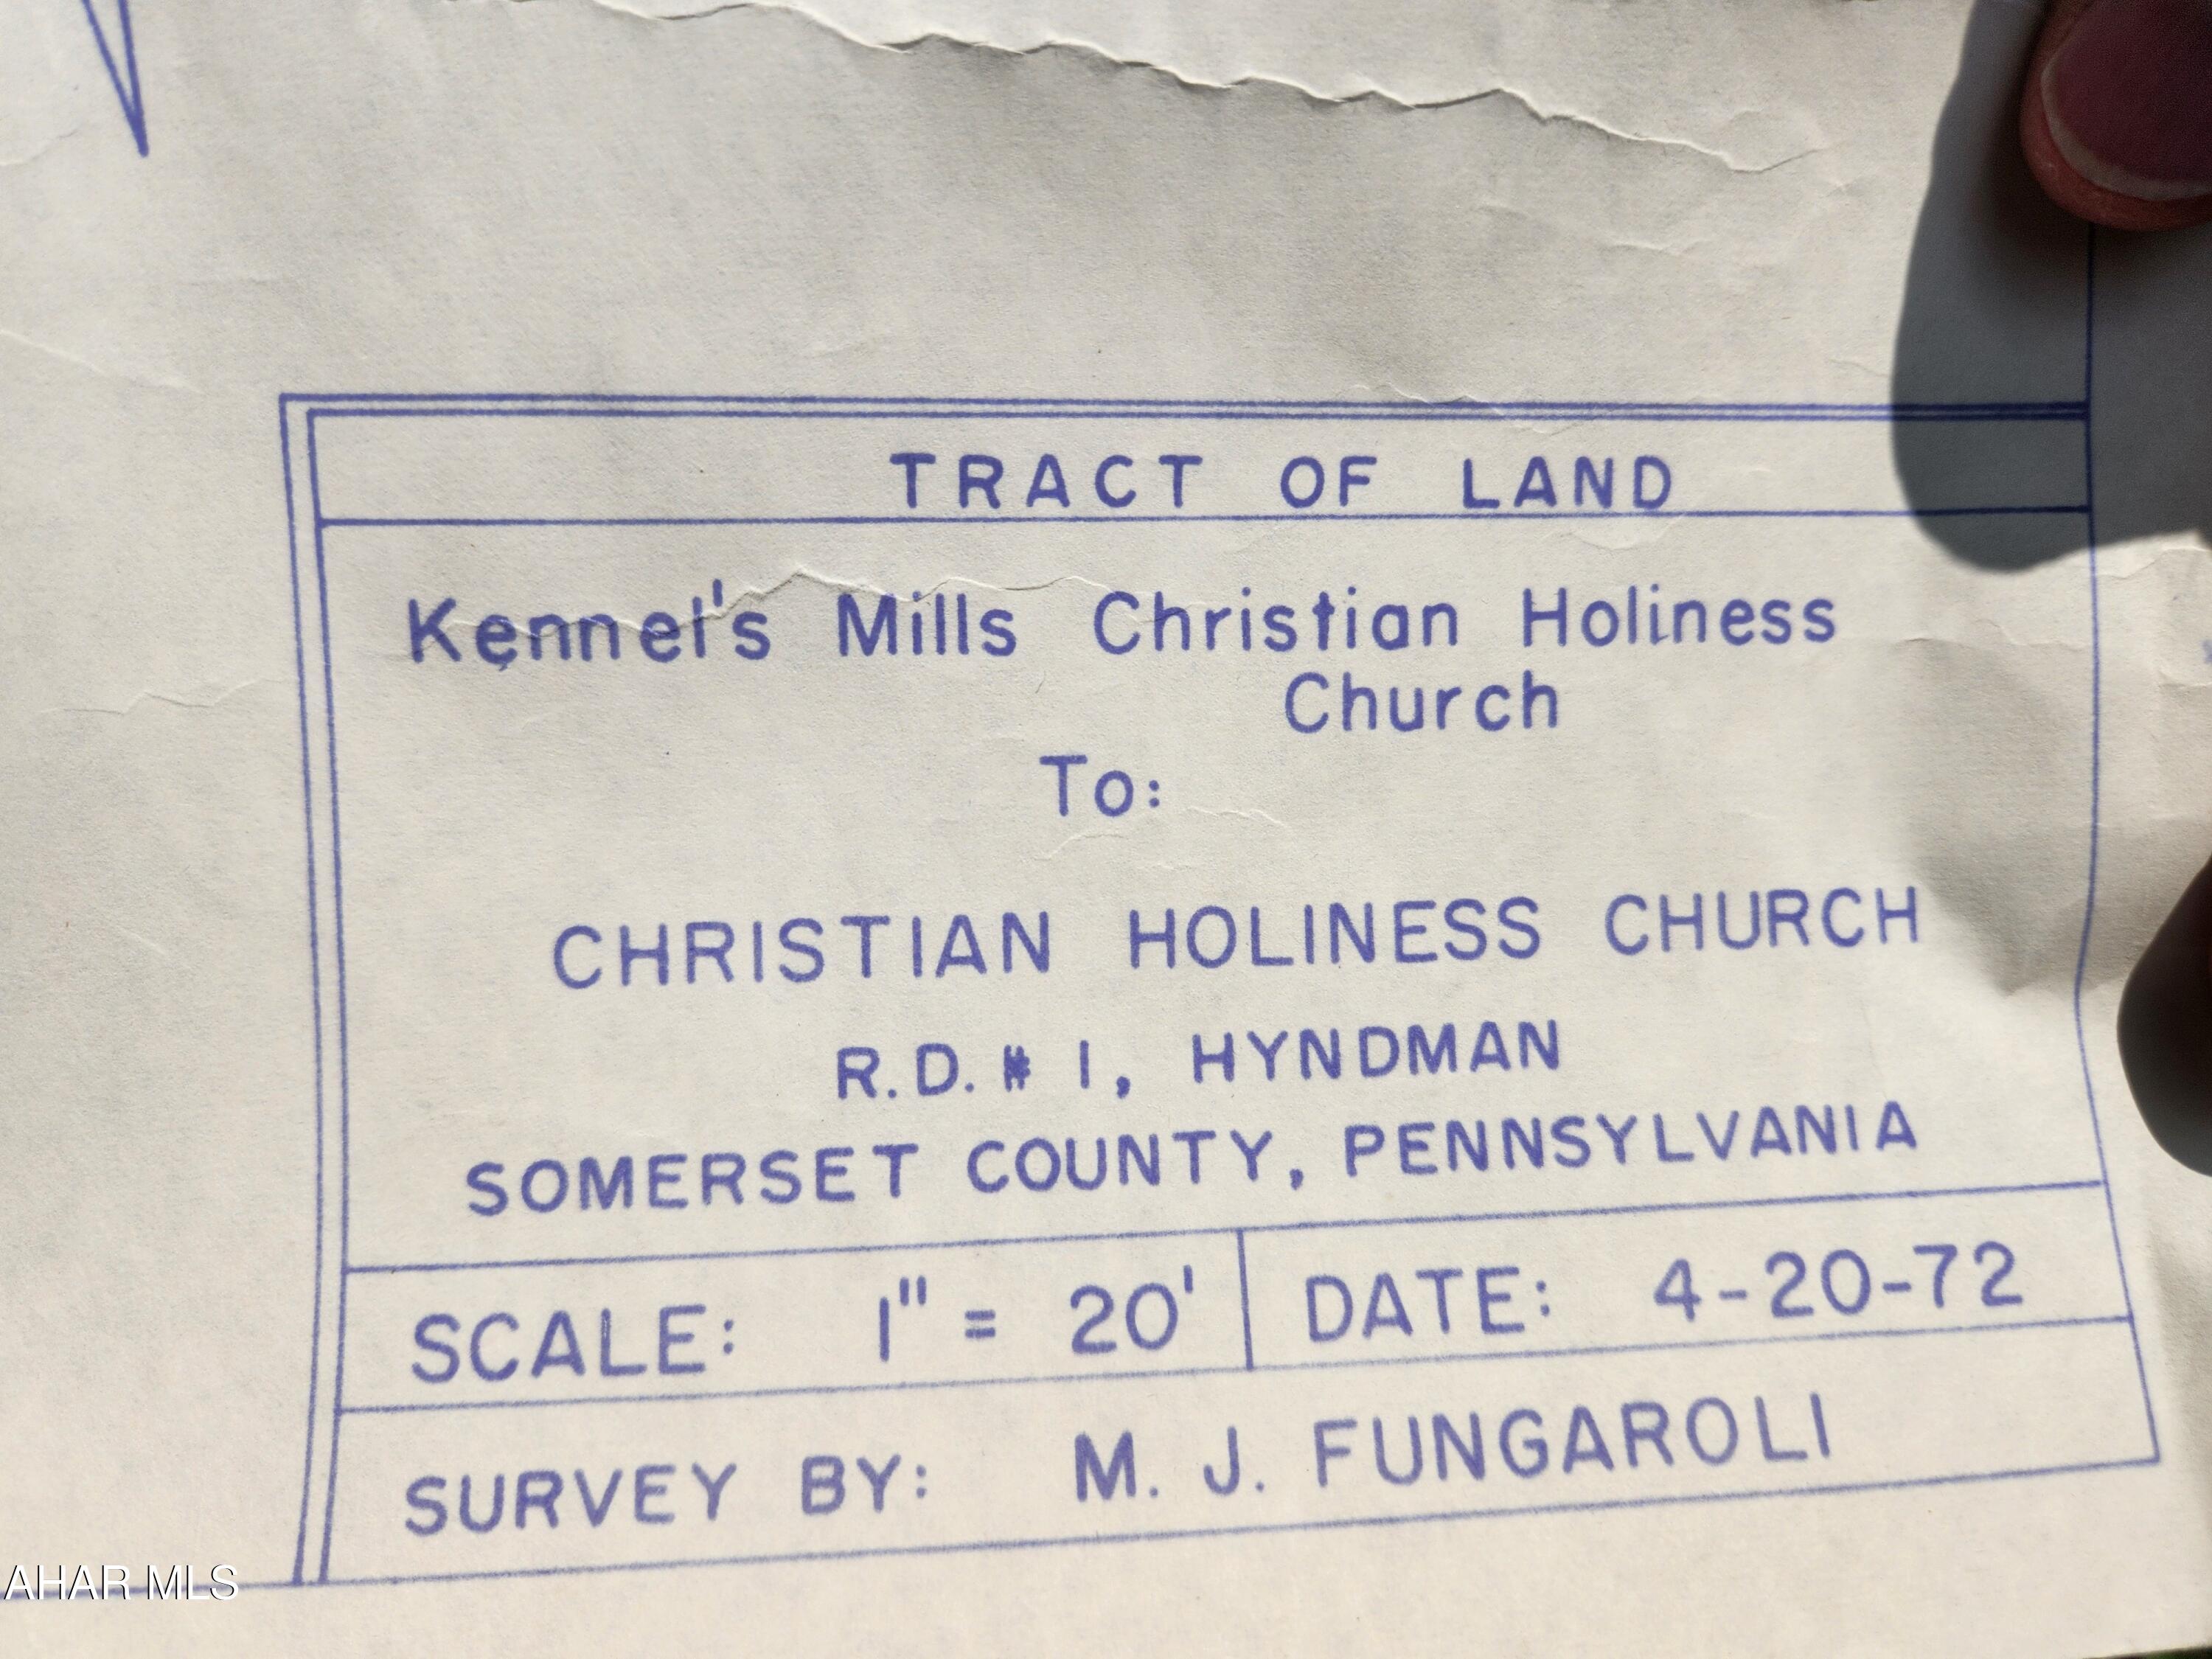 TRACT OF LAND
Kennel's Mills Christian Holiness
Church
To:
CHRISTIAN HOLINESS CHURCH
R.D. # 1, HYNDMAN
SOMERSET COUNTY, PENNSYLVANIA
SCALE: 1" = 20' DATE: 4-20-72
SURVEY BY: M. J. FUNGAROLI
AHAR MLS